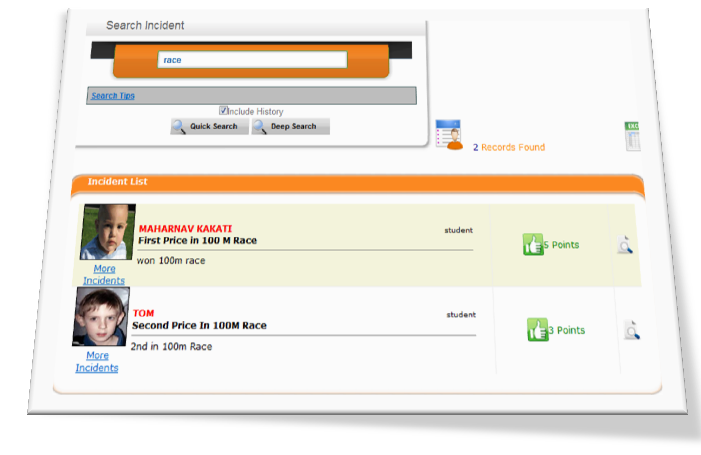 Search Incident
race
Search Tips
Include History
Quick Search Deep Search
2 Records Found
Incident List
MAHARNAV KAKATI student
First Price in 100 M Race
5 Points
won 100m race
More
Incidents
TOM student
Second Price In 100M Race
3 Points
2nd in 100m Race
More
Incidents